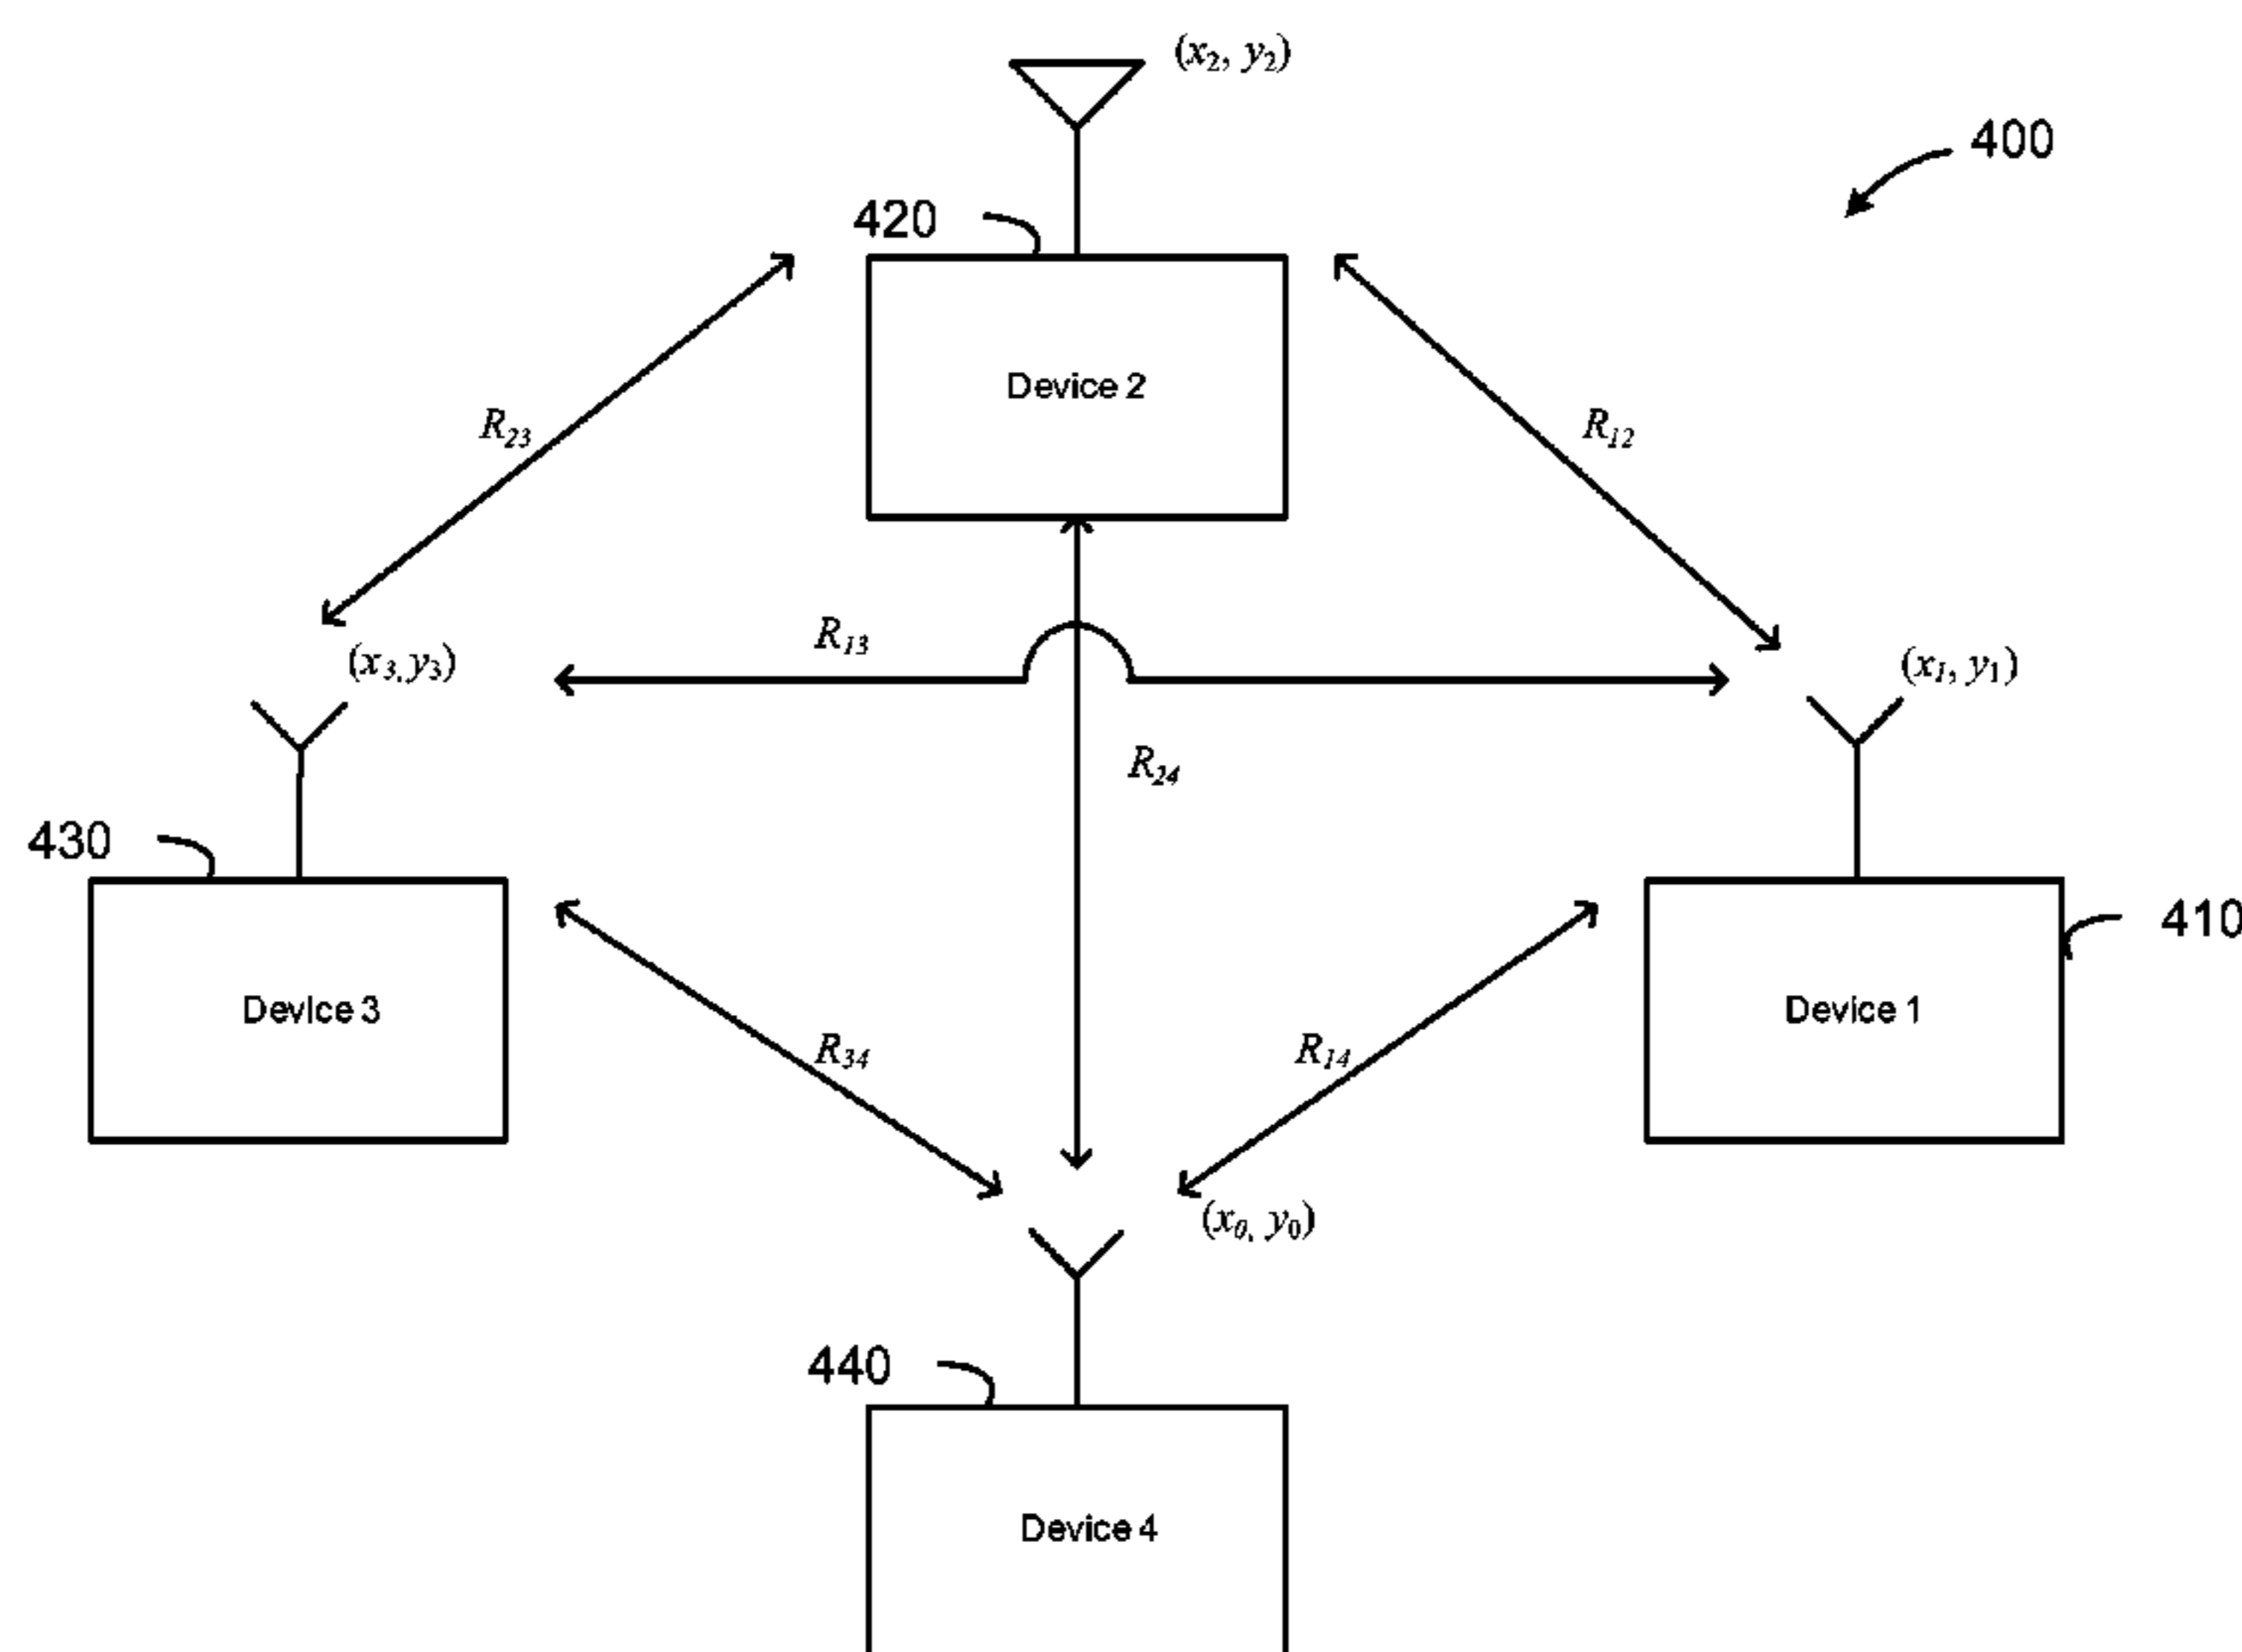 (x₂, y₂)
400
420
Device 2
R₂₃
R₁₂
R₁₃
(x₃, y₃)
(x₁, y₁)
R₂₄
430
410
Device 3
Device 1
R₃₄
R₁₄
(x₀, y₀)
440
Device 4